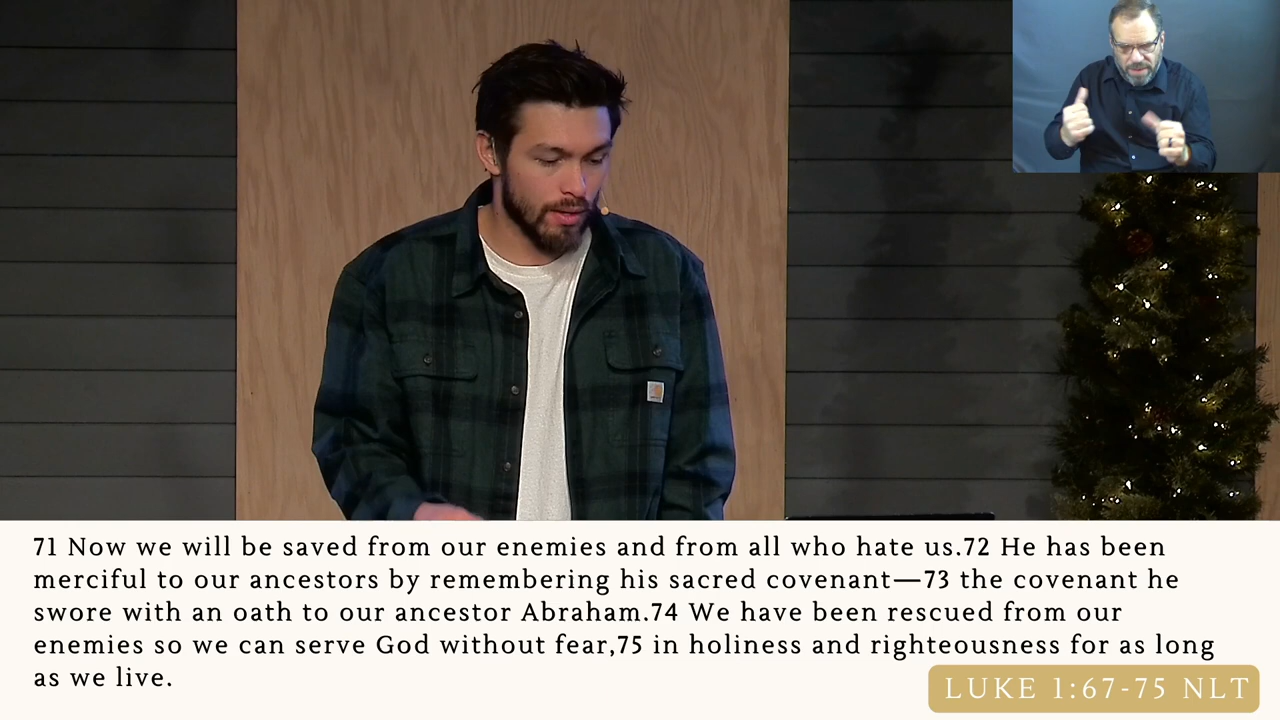 71 Now we will be saved from our enemies and from all who hate us.72 He has been
merciful to our ancestors by remembering his sacred covenant—73 the covenant he
swore with an oath to our ancestor Abraham.74 We have been rescued from our
enemies so we can serve God without fear,75 in holiness and righteousness for as long
as we live.
LUKE 1:67-75 NLT